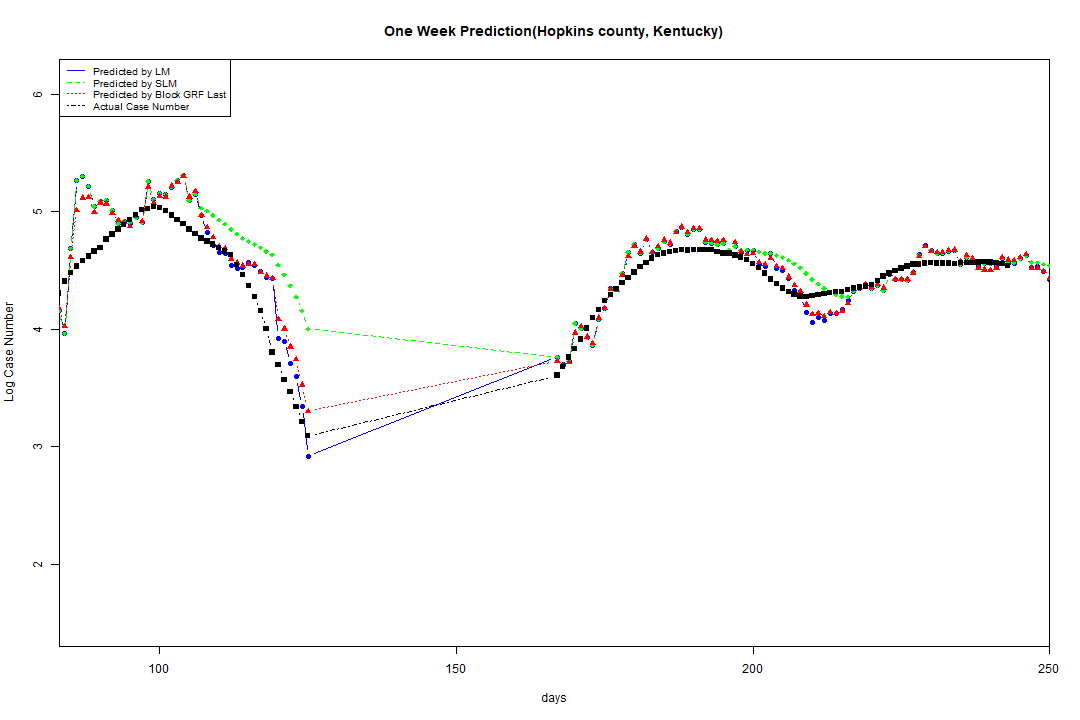 One Week Prediction(Hopkins county, Kentucky)
Predicted by LM
Predicted by SLM
Predicted by Block GRF Last
Actual Case Number
6
5
4
3
2
Log Case Number
100 150 200 250
days